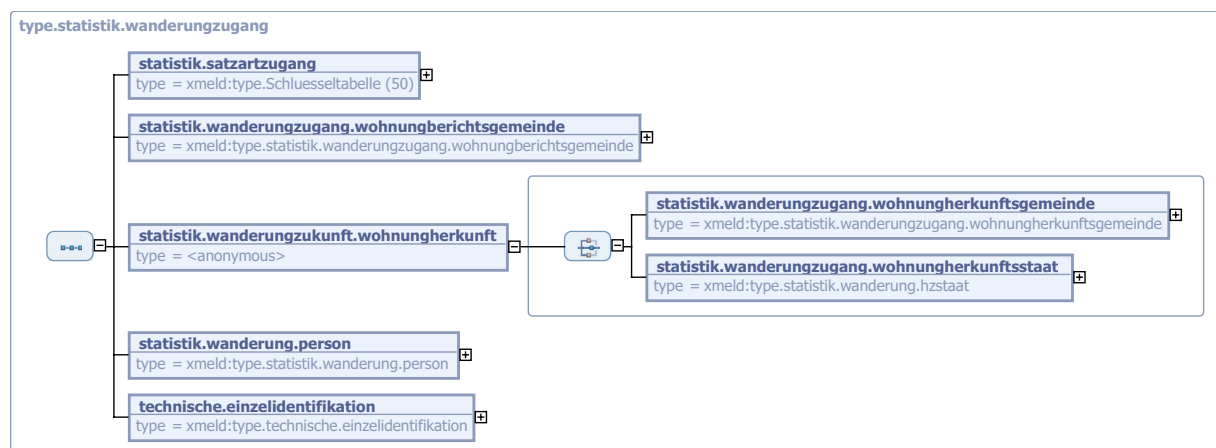 type.statistik.wanderungzugang
statistik.satzartzugang
type = xmeld:type.Schluesseltabelle (50)
statistik.wanderungzugang.wohnungberichtsgemeinde
type = xmeld:type.statistik.wanderungzugang.wohnungberichtsgemeinde
statistik.wanderungzukunft.wohnungherkunft
type = <anonymous>
statistik.wanderungzugang.wohnungherkunftsgemeinde
type = xmeld:type.statistik.wanderungzugang.wohnungherkunftsgemeinde
statistik.wanderungzugang.wohnungherkunftsstaat
type = xmeld:type.statistik.wanderung.hzstaat
statistik.wanderung.person
type = xmeld:type.statistik.wanderung.person
technische.einzelidentifikation
type = xmeld:type.technische.einzelidentifikation